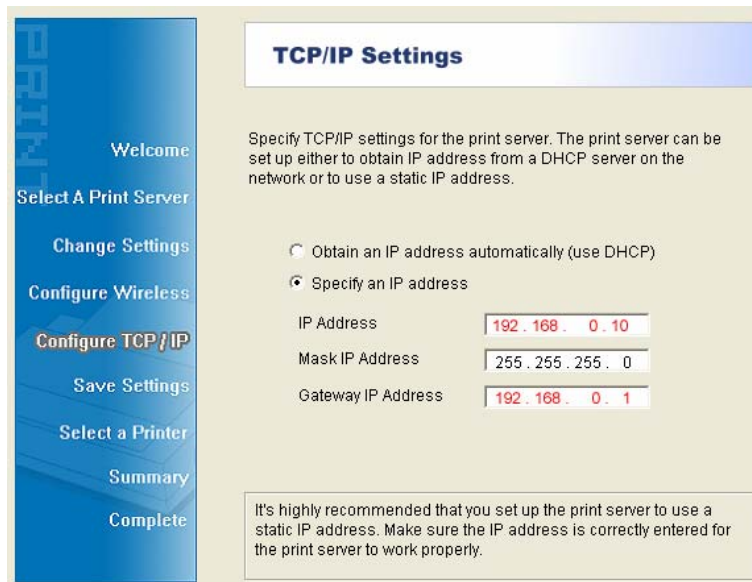 PRINT
Welcome
Select A Print Server
Change Settings
Configure Wireless
Configure TCP / IP
Save Settings
Select a Printer
Summary
Complete
TCP/IP Settings
Specify TCP/IP settings for the print server. The print server can be
set up either to obtain IP address from a DHCP server on the
network or to use a static IP address.
Obtain an IP address automatically (use DHCP)
Specify an IP address
IP Address 192 . 168 . 0 . 10
Mask IP Address 255 . 255 . 255 . 0
Gateway IP Address 192 . 168 . 0 . 1
It's highly recommended that you set up the print server to use a
static IP address. Make sure the IP address is correctly entered for
the print server to work properly.